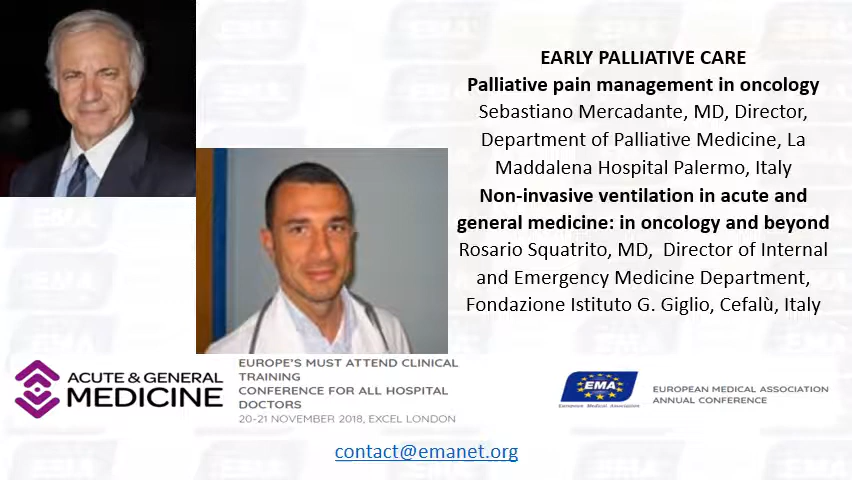 EARLY PALLIATIVE CARE
Palliative pain management in oncology
Sebastiano Mercadante, MD, Director,
Department of Palliative Medicine, La
Maddalena Hospital Palermo, Italy
Non-invasive ventilation in acute and
general medicine: in oncology and beyond
Rosario Squatrito, MD, Director of Internal
and Emergency Medicine Department,
Fondazione Istituto G. Giglio, Cefalù, Italy
ACUTE & GENERAL
MEDICINE
EUROPE'S MUST ATTEND CLINICAL
TRAINING
CONFERENCE FOR ALL HOSPITAL
DOCTORS
20-21 NOVEMBER 2018, EXCEL LONDON
EMA
European Medical Association
EUROPEAN MEDICAL ASSOCIATION
ANNUAL CONFERENCE
contact@emanet.org